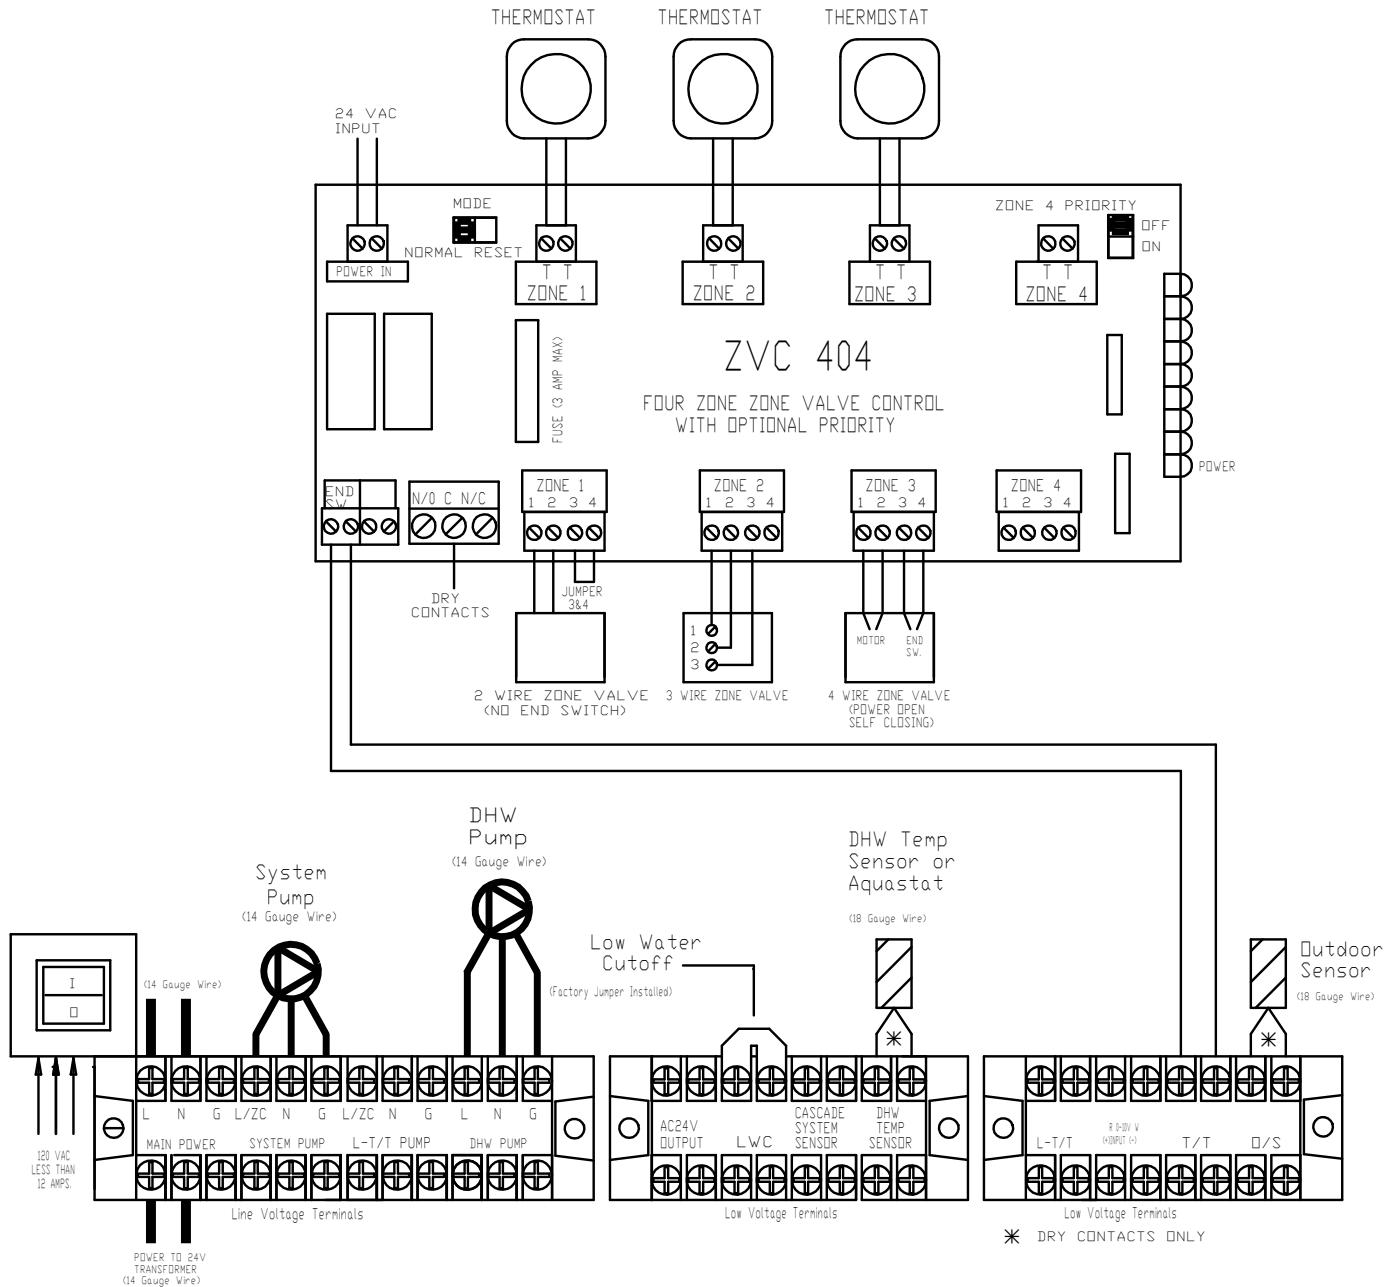 THERMOSTAT THERMOSTAT THERMOSTAT
24 VAC
INPUT
MODE
NORMAL RESET
POWER IN
ZONE 4 PRIORITY
OFF
ON
T T
ZONE 1
T T
ZONE 2
T T
ZONE 3
T T
ZONE 4
FUSE (3 AMP MAX)
ZVC 404
FOUR ZONE ZONE VALVE CONTROL
WITH OPTIONAL PRIORITY
POWER
END
SW
N/O C N/C
ZONE 1
1 2 3 4
ZONE 2
1 2 3 4
ZONE 3
1 2 3 4
ZONE 4
1 2 3 4
DRY
CONTACTS
JUMPER
3&4
1
2
3
MOTOR
END
SW.
2 WIRE ZONE VALVE
(NO END SWITCH)
3 WIRE ZONE VALVE
4 WIRE ZONE VALVE
(POWER OPEN
SELF CLOSING)
DHW
Pump
(14 Gauge Wire)
System
Pump
(14 Gauge Wire)
DHW Temp
Sensor or
Aquastat
(18 Gauge Wire)
Low Water
Cutoff
(Factory Jumper Installed)
Outdoor
Sensor
(18 Gauge Wire)
(14 Gauge Wire)
I
O
120 VAC
LESS THAN
12 AMPS.
L N G L/ZC N G L/ZC N G L N G
MAIN POWER SYSTEM PUMP L-T/T PUMP DHW PUMP
Line Voltage Terminals
POWER TO 24V
TRANSFORMER
(14 Gauge Wire)
AC24V
OUTPUT
LWC
CASCADE
SYSTEM
SENSOR
DHW
TEMP
SENSOR
Low Voltage Terminals
L-T/T
R 0-10V W
(+)INPUT (-)
T/T
O/S
Low Voltage Terminals
* DRY CONTACTS ONLY